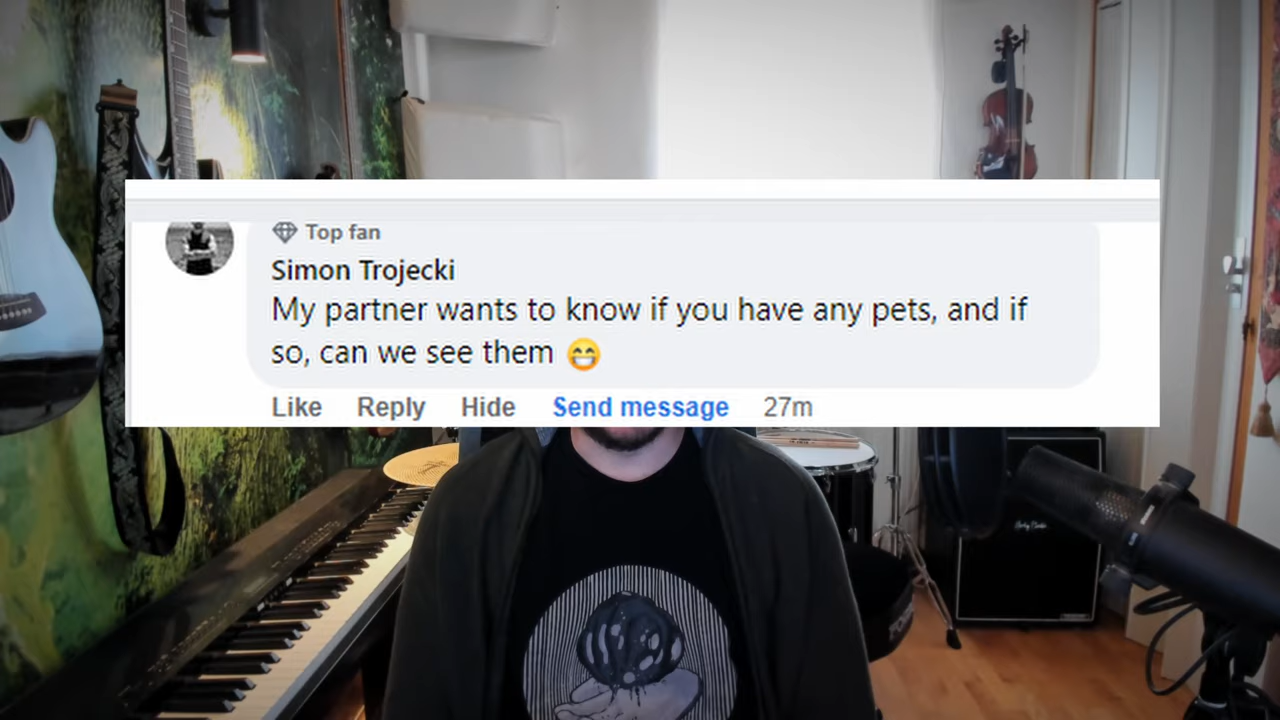 Top fan
Simon Trojecki
My partner wants to know if you have any pets, and if
so, can we see them 😁
Like Reply Hide Send message 27m